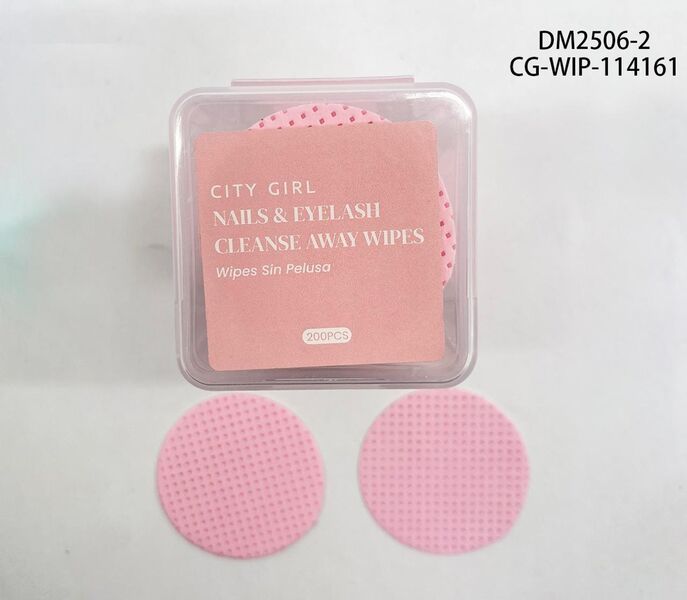 DM2506-2
CG-WIP-114161
CITY GIRL
NAILS & EYELASH
CLEANSE AWAY WIPES
Wipes Sin Pelusa
200PCS